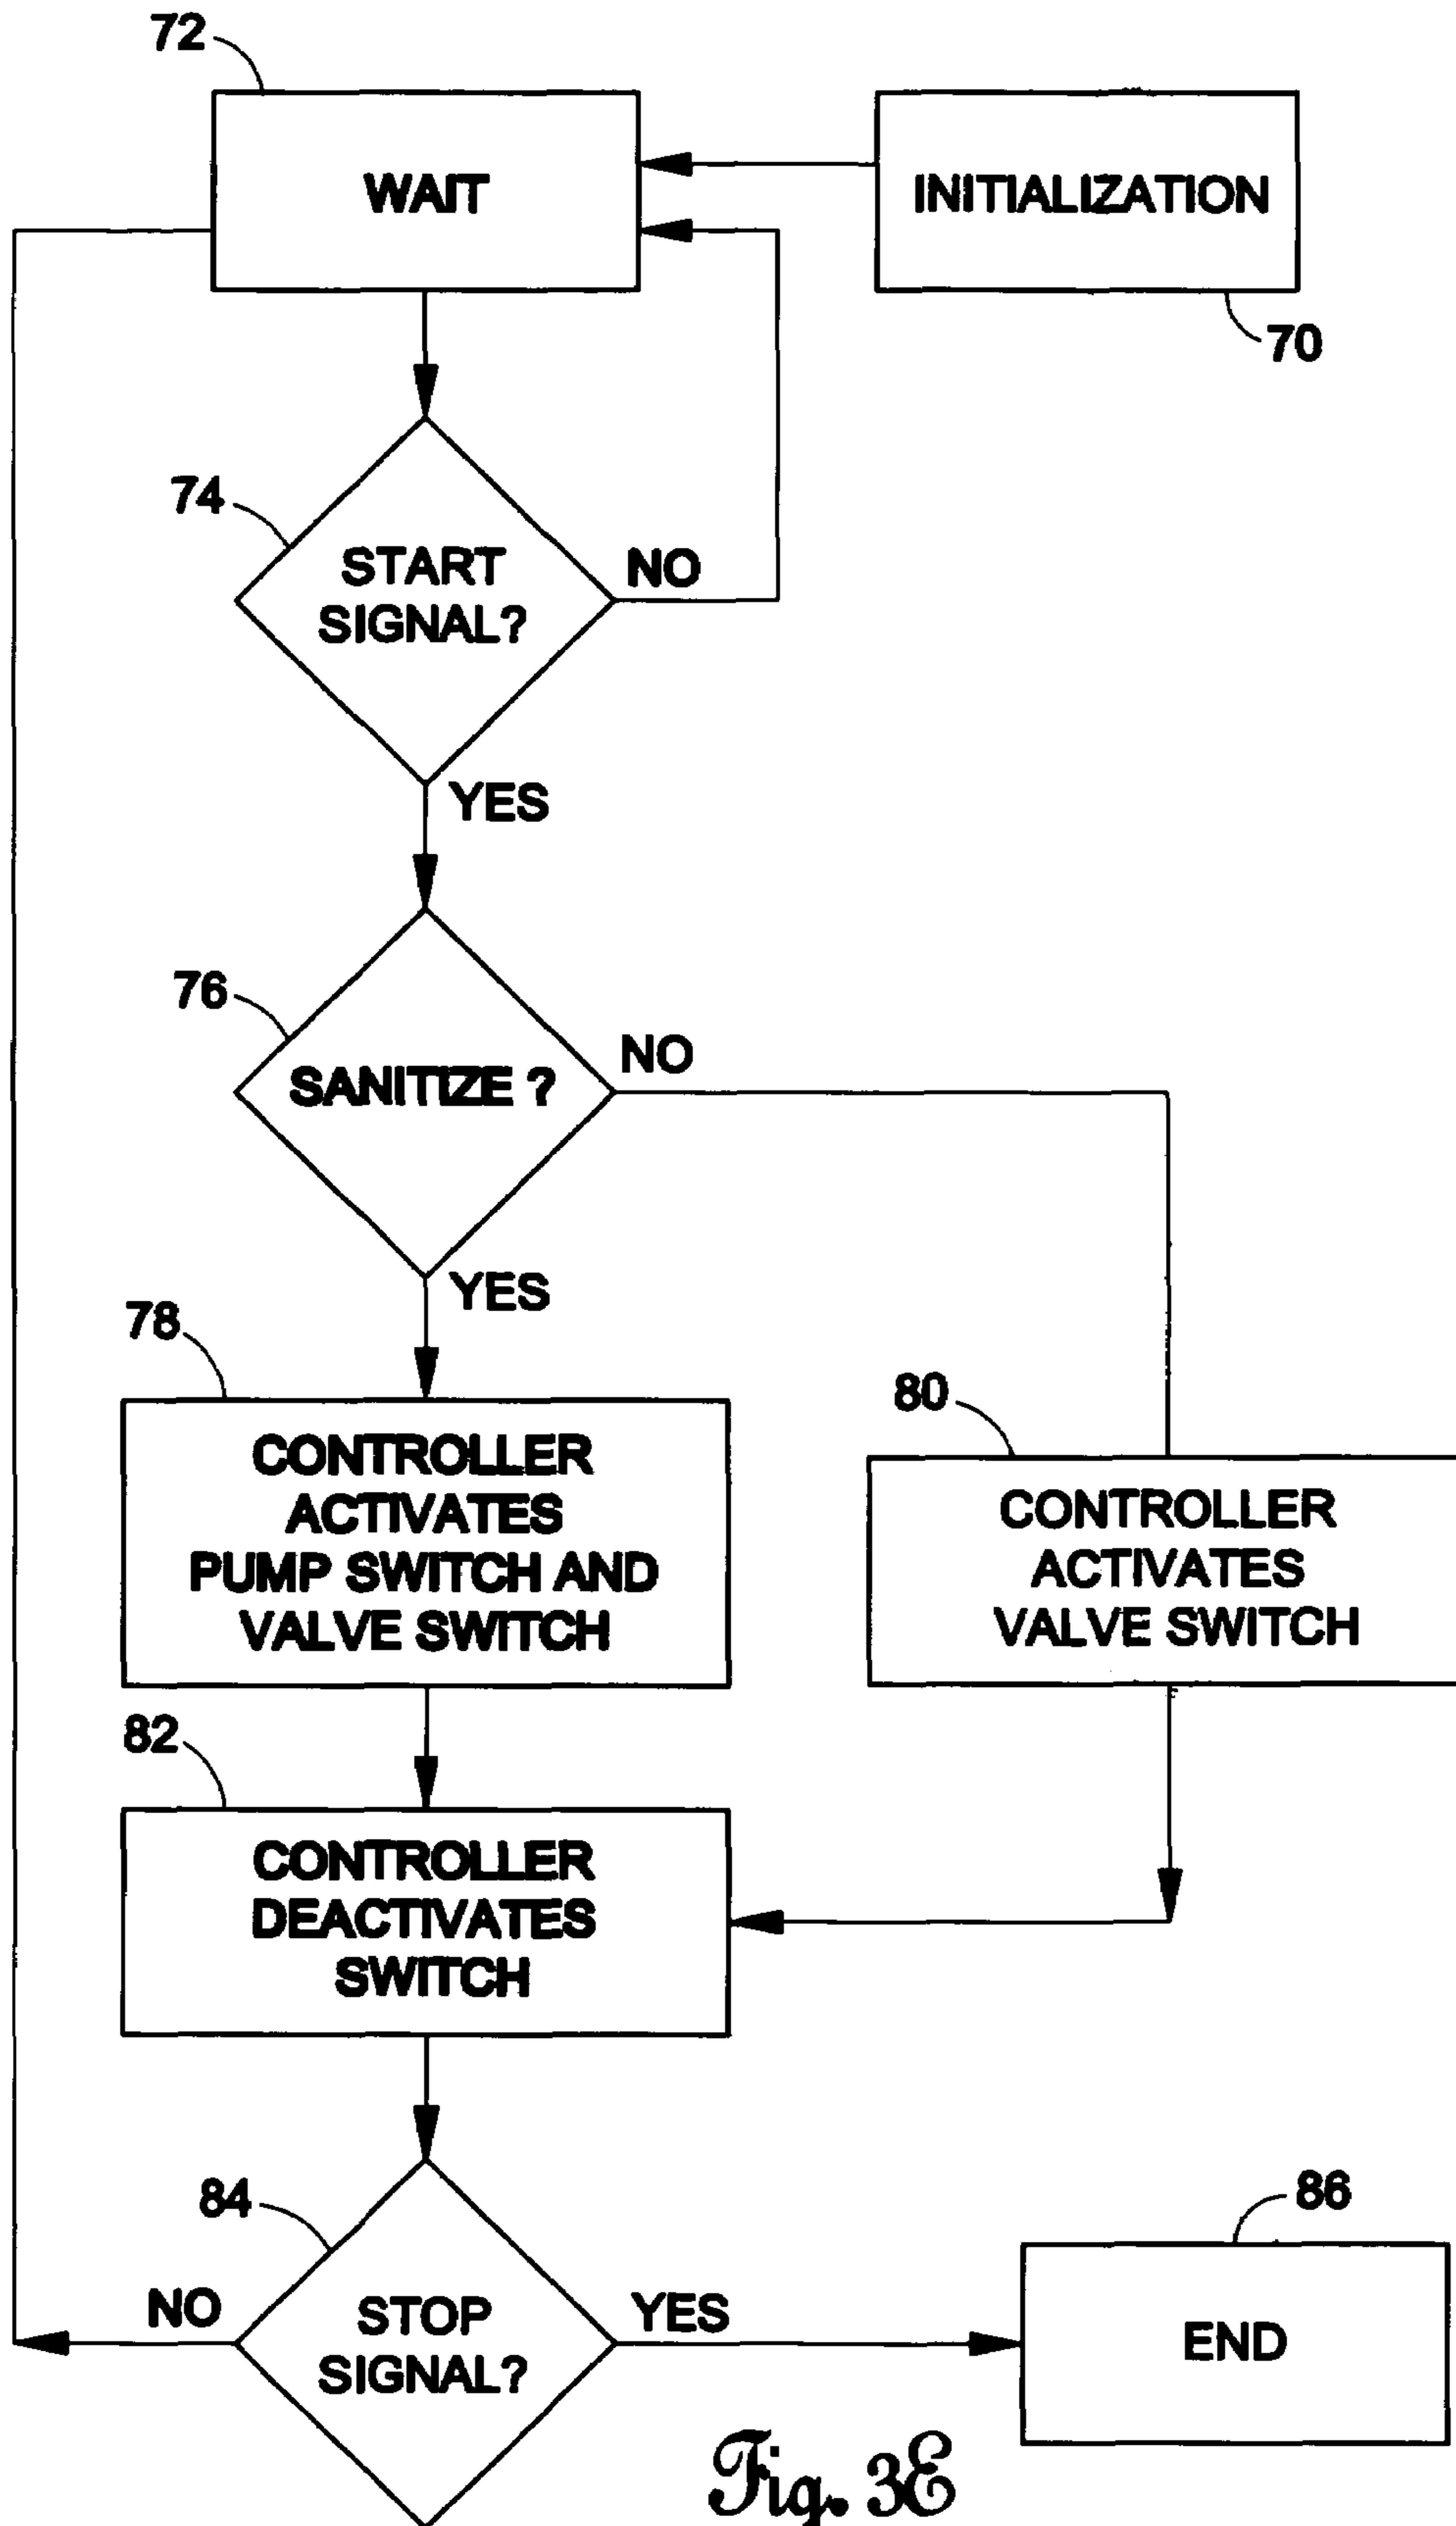 72
WAIT
INITIALIZATION
70
74
START
SIGNAL?
NO
YES
76
SANITIZE ?
NO
YES
78
CONTROLLER
ACTIVATES
PUMP SWITCH AND
VALVE SWITCH
80
CONTROLLER
ACTIVATES
VALVE SWITCH
82
CONTROLLER
DEACTIVATES
SWITCH
84
NO
STOP
SIGNAL?
YES
86
END
Fig. 3E